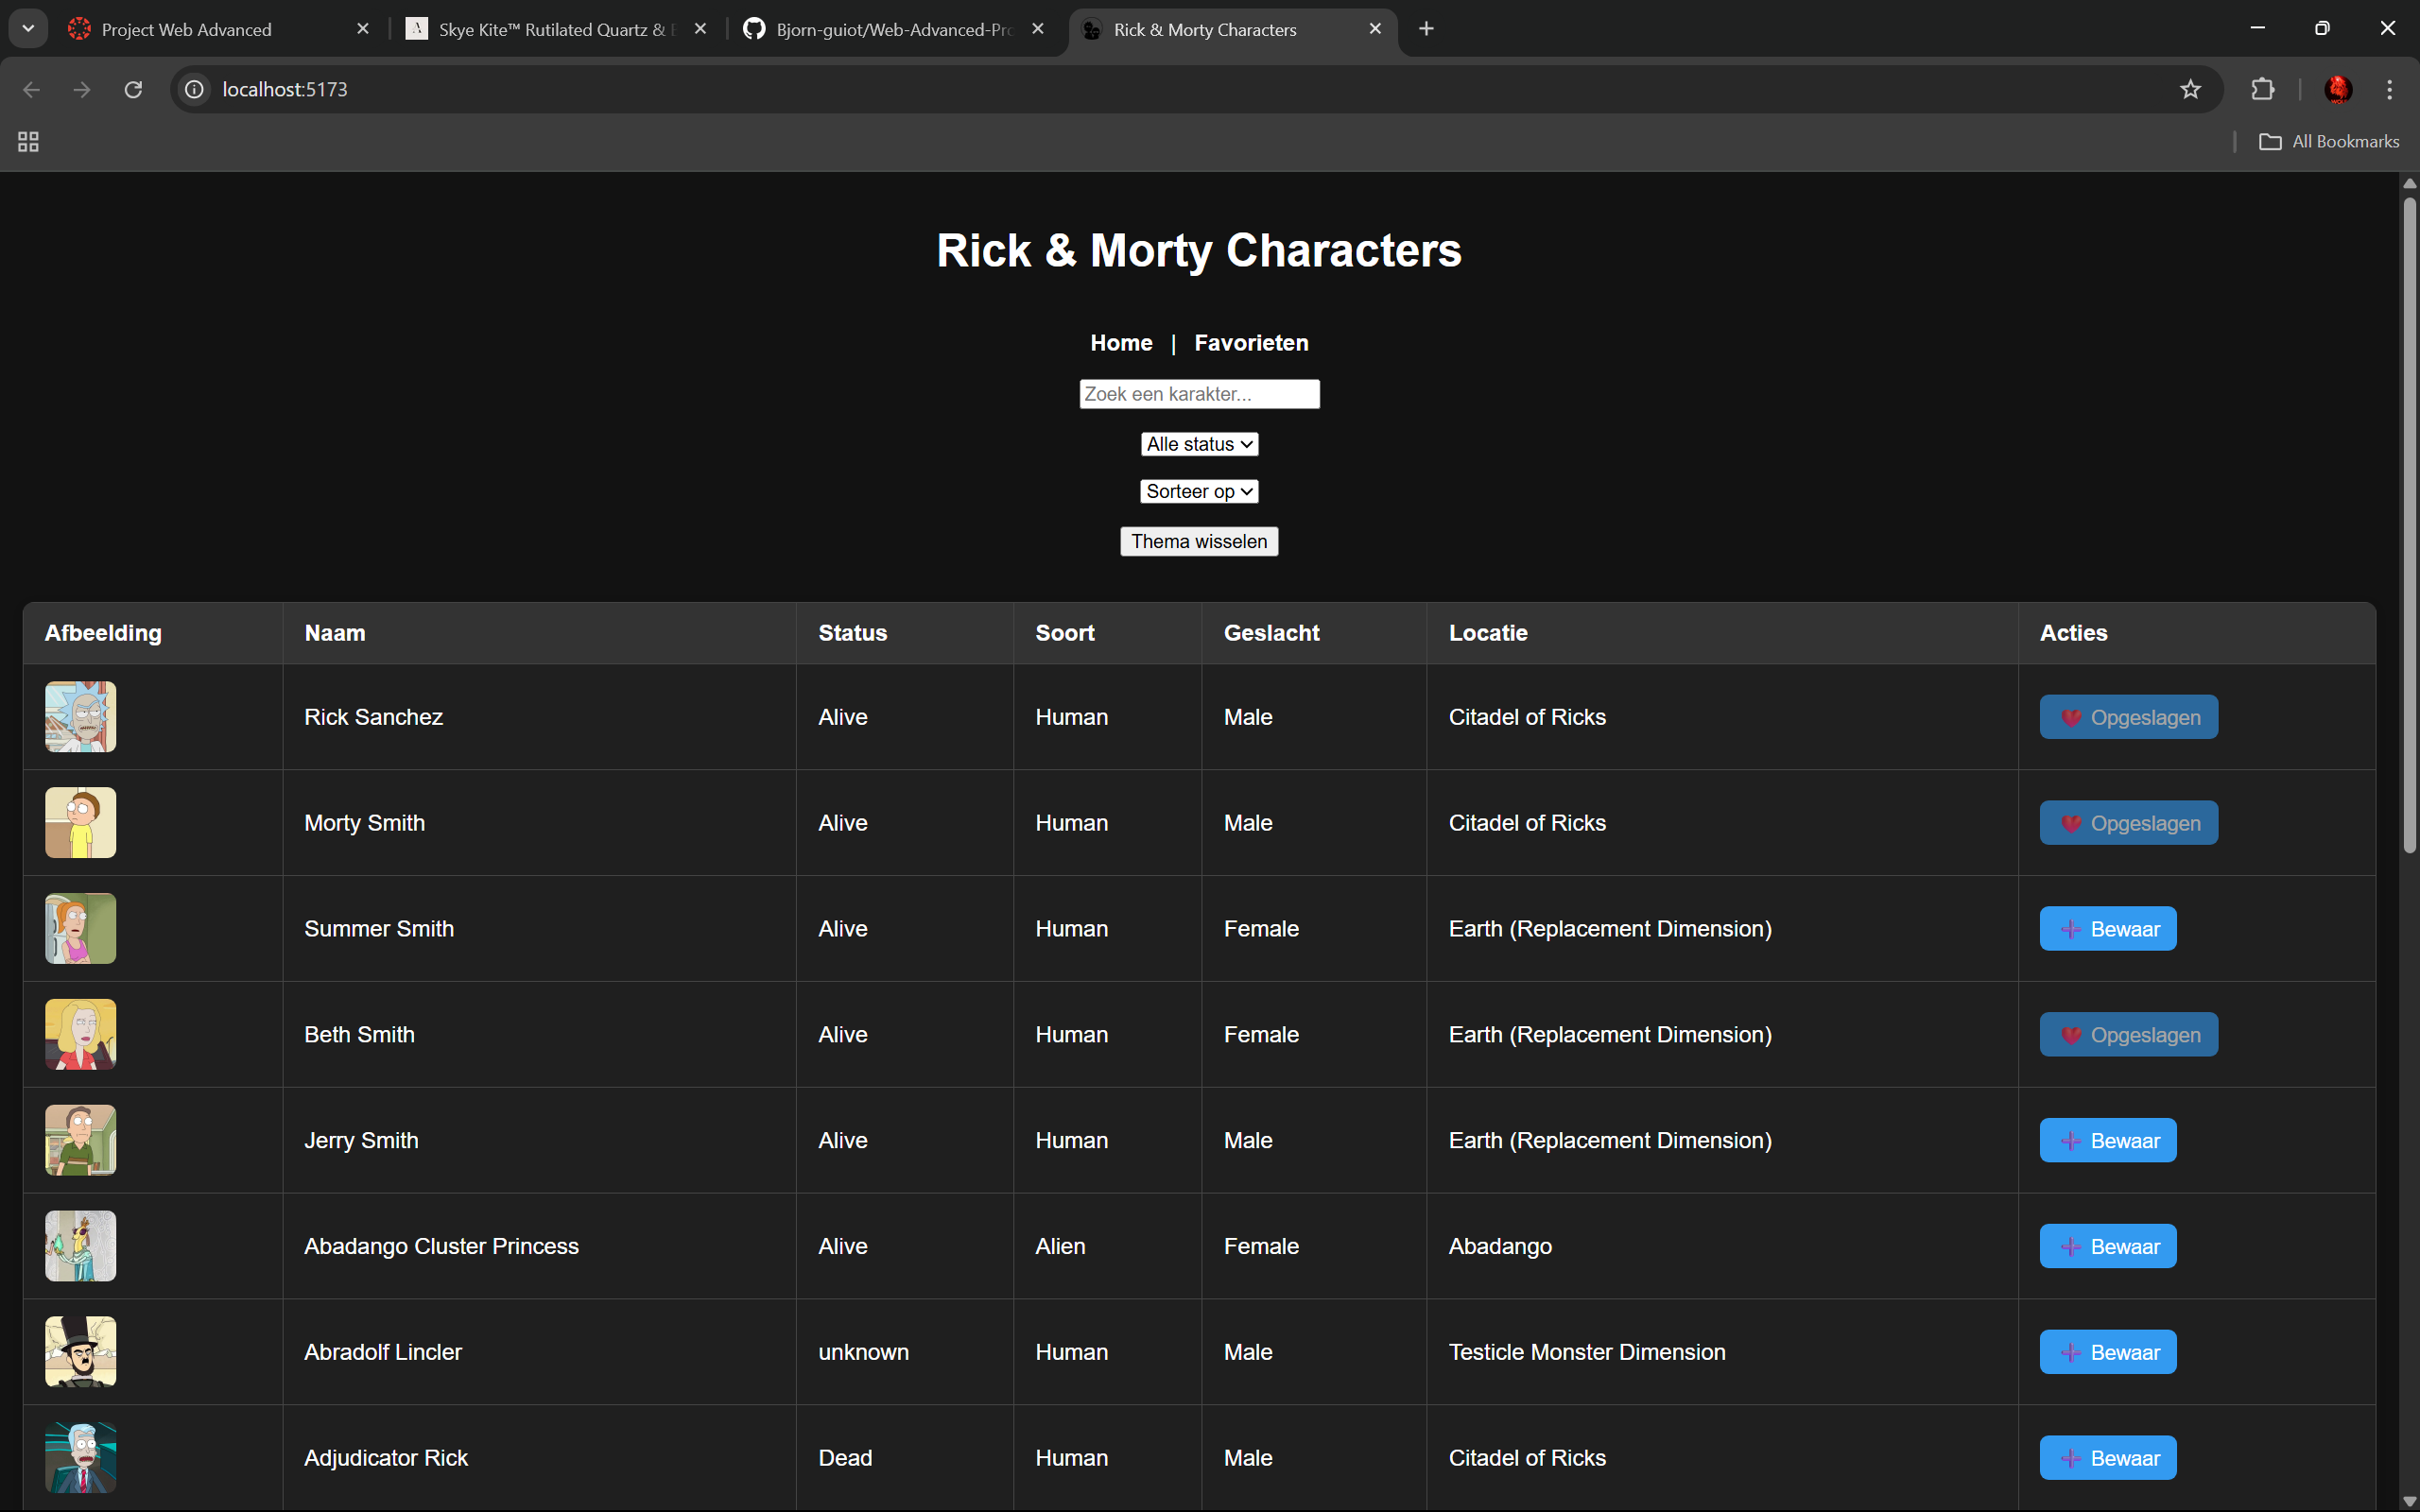 Project Web Advanced
Skye Kite™ Rutilated Quartz &
Bjorn-guiot/Web-Advanced-Pro
Rick & Morty Characters
localhost:5173
All Bookmarks
Rick & Morty Characters
Home | Favorieten
Zoek een karakter...
Alle status
Sorteer op
Thema wisselen
Afbeelding Naam Status Soort Geslacht Locatie Acties
Rick Sanchez Alive Human Male Citadel of Ricks Opgeslagen
Morty Smith Alive Human Male Citadel of Ricks Opgeslagen
Summer Smith Alive Human Female Earth (Replacement Dimension) Bewaar
Beth Smith Alive Human Female Earth (Replacement Dimension) Opgeslagen
Jerry Smith Alive Human Male Earth (Replacement Dimension) Bewaar
Abadango Cluster Princess Alive Alien Female Abadango Bewaar
Abradolf Lincler unknown Human Male Testicle Monster Dimension Bewaar
Adjudicator Rick Dead Human Male Citadel of Ricks Bewaar